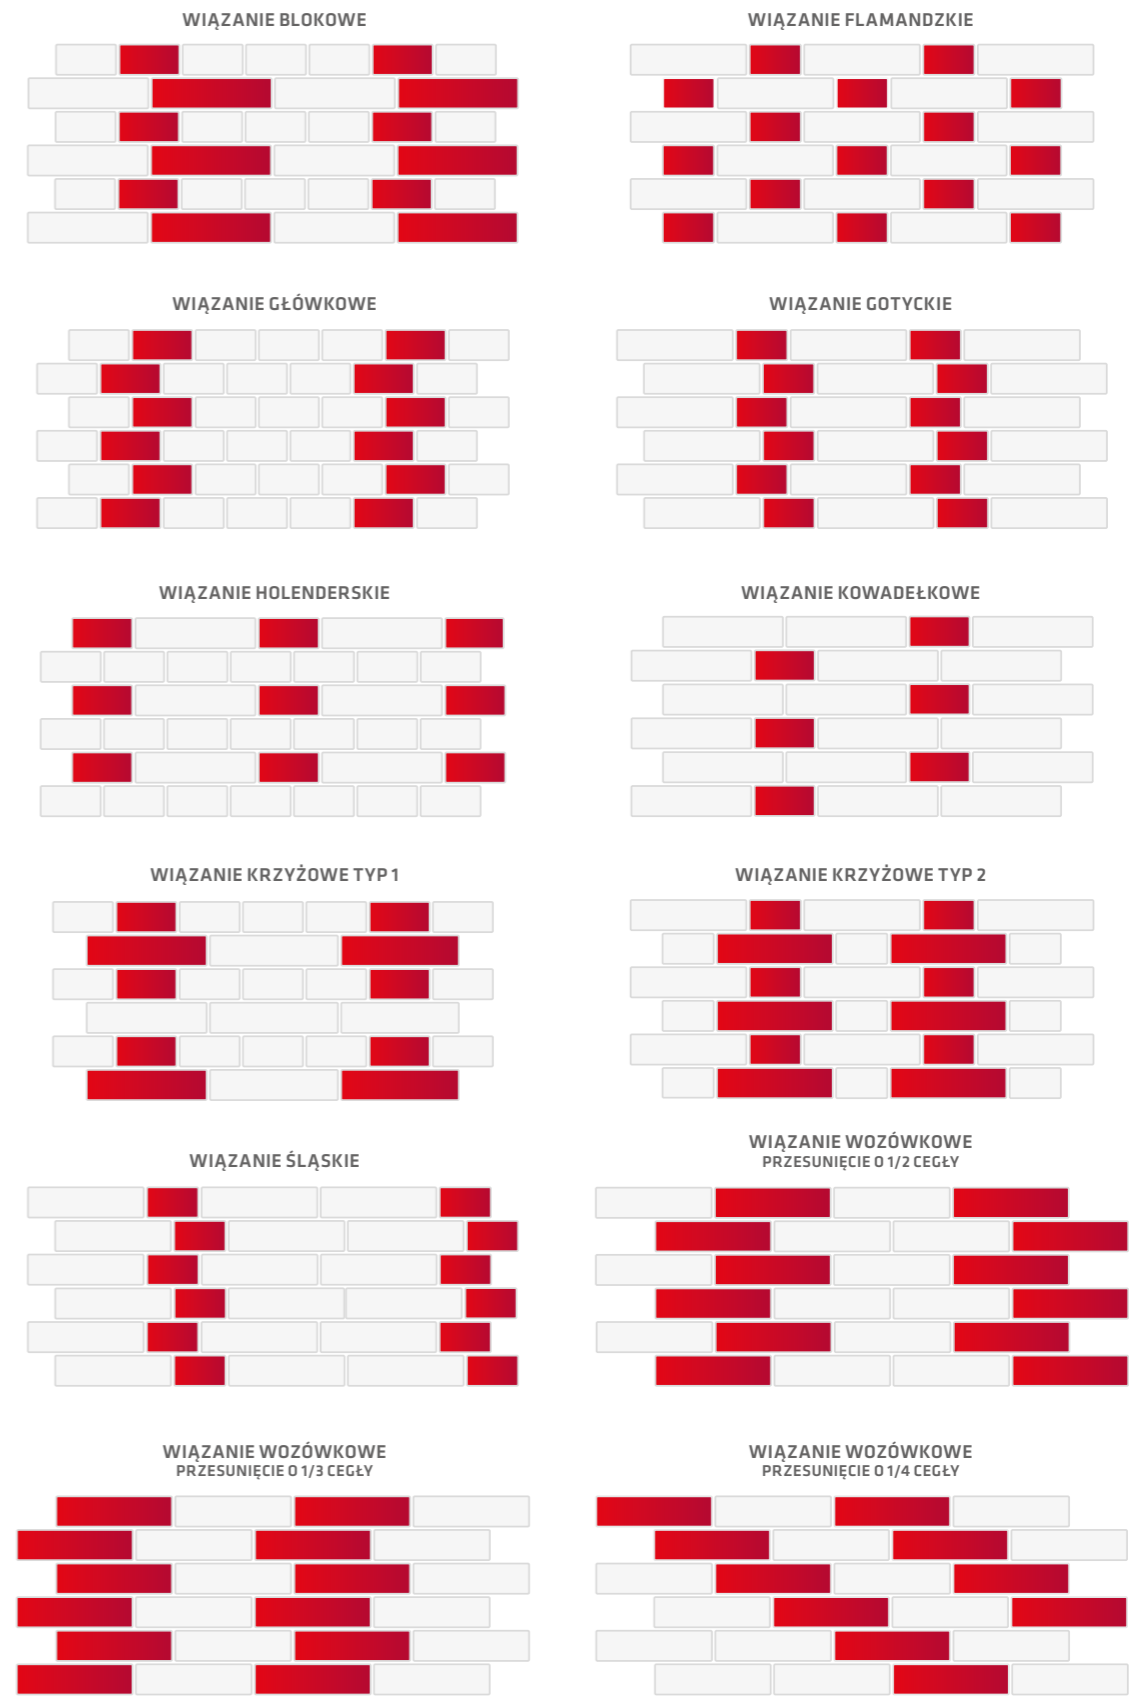 WIĄZANIE BLOKOWE
WIĄZANIE FLAMANDZKIE
WIĄZANIE GŁÓWKOWE
WIĄZANIE GOTYCKIE
WIĄZANIE HOLENDERSKIE
WIĄZANIE KOWADEŁKOWE
WIĄZANIE KRZYŻOWE TYP 1
WIĄZANIE KRZYŻOWE TYP 2
WIĄZANIE ŚLĄSKIE
WIĄZANIE WOZÓWKOWE
PRZESUNIĘCIE O 1/2 CEGŁY
WIĄZANIE WOZÓWKOWE
PRZESUNIĘCIE O 1/3 CEGŁY
WIĄZANIE WOZÓWKOWE
PRZESUNIĘCIE O 1/4 CEGŁY